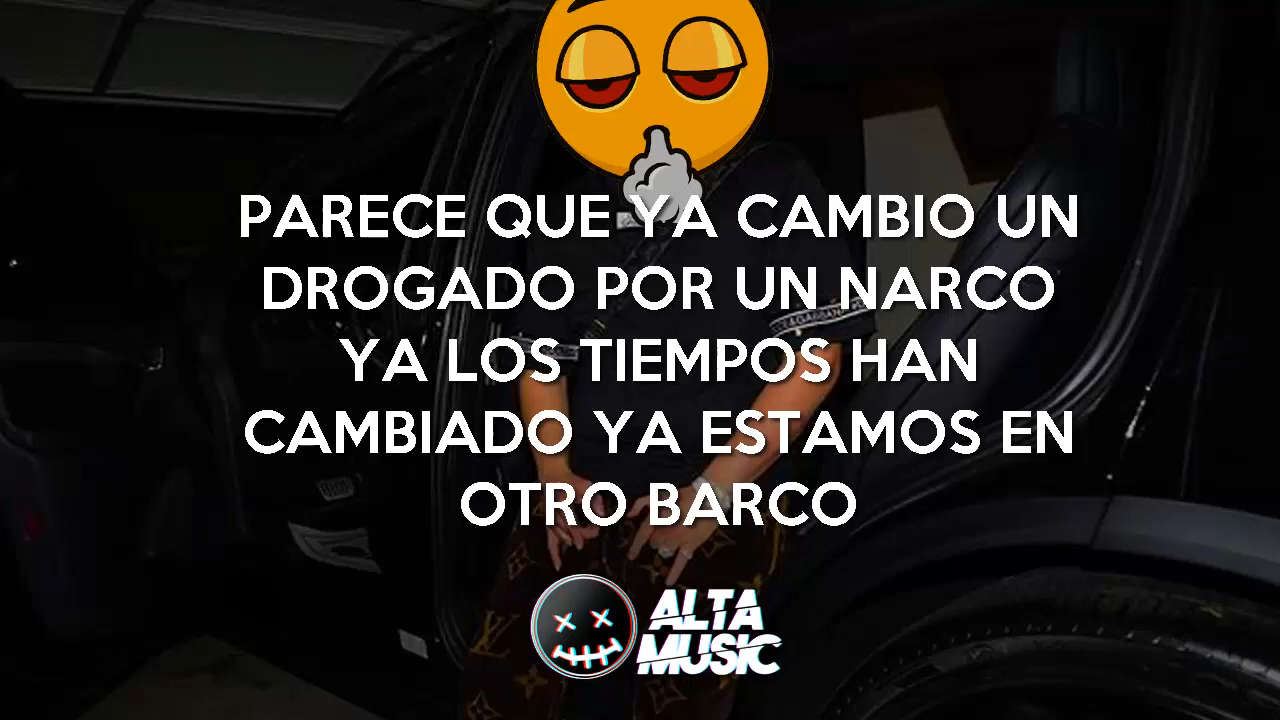 PARECE QUE YA CAMBIO UN
DROGADO POR UN NARCO
YA LOS TIEMPOS HAN
CAMBIADO YA ESTAMOS EN
OTRO BARCO
ALTA
MUSIC